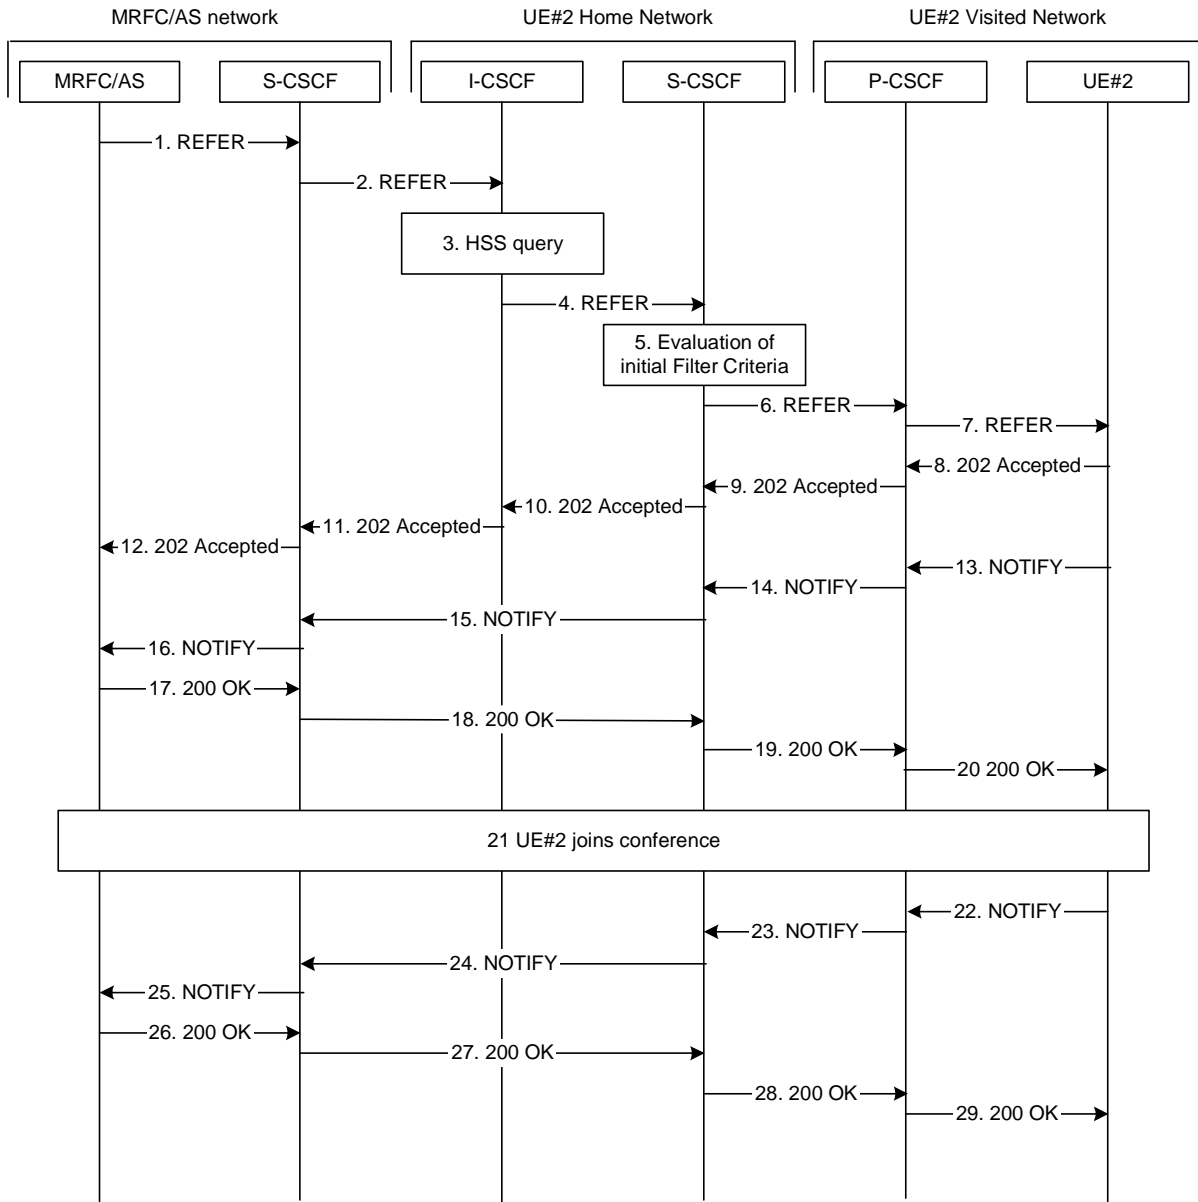 MRFC/AS network
UE#2 Home Network
UE#2 Visited Network
MRFC/AS
S-CSCF
I-CSCF
S-CSCF
P-CSCF
UE#2
1. REFER
2. REFER
3. HSS query
4. REFER
5. Evaluation of
initial Filter Criteria
6. REFER
7. REFER
8. 202 Accepted
9. 202 Accepted
10. 202 Accepted
11. 202 Accepted
12. 202 Accepted
13. NOTIFY
14. NOTIFY
15. NOTIFY
16. NOTIFY
17. 200 OK
18. 200 OK
19. 200 OK
20 200 OK
21 UE#2 joins conference
22. NOTIFY
23. NOTIFY
24. NOTIFY
25. NOTIFY
26. 200 OK
27. 200 OK
28. 200 OK
29. 200 OK